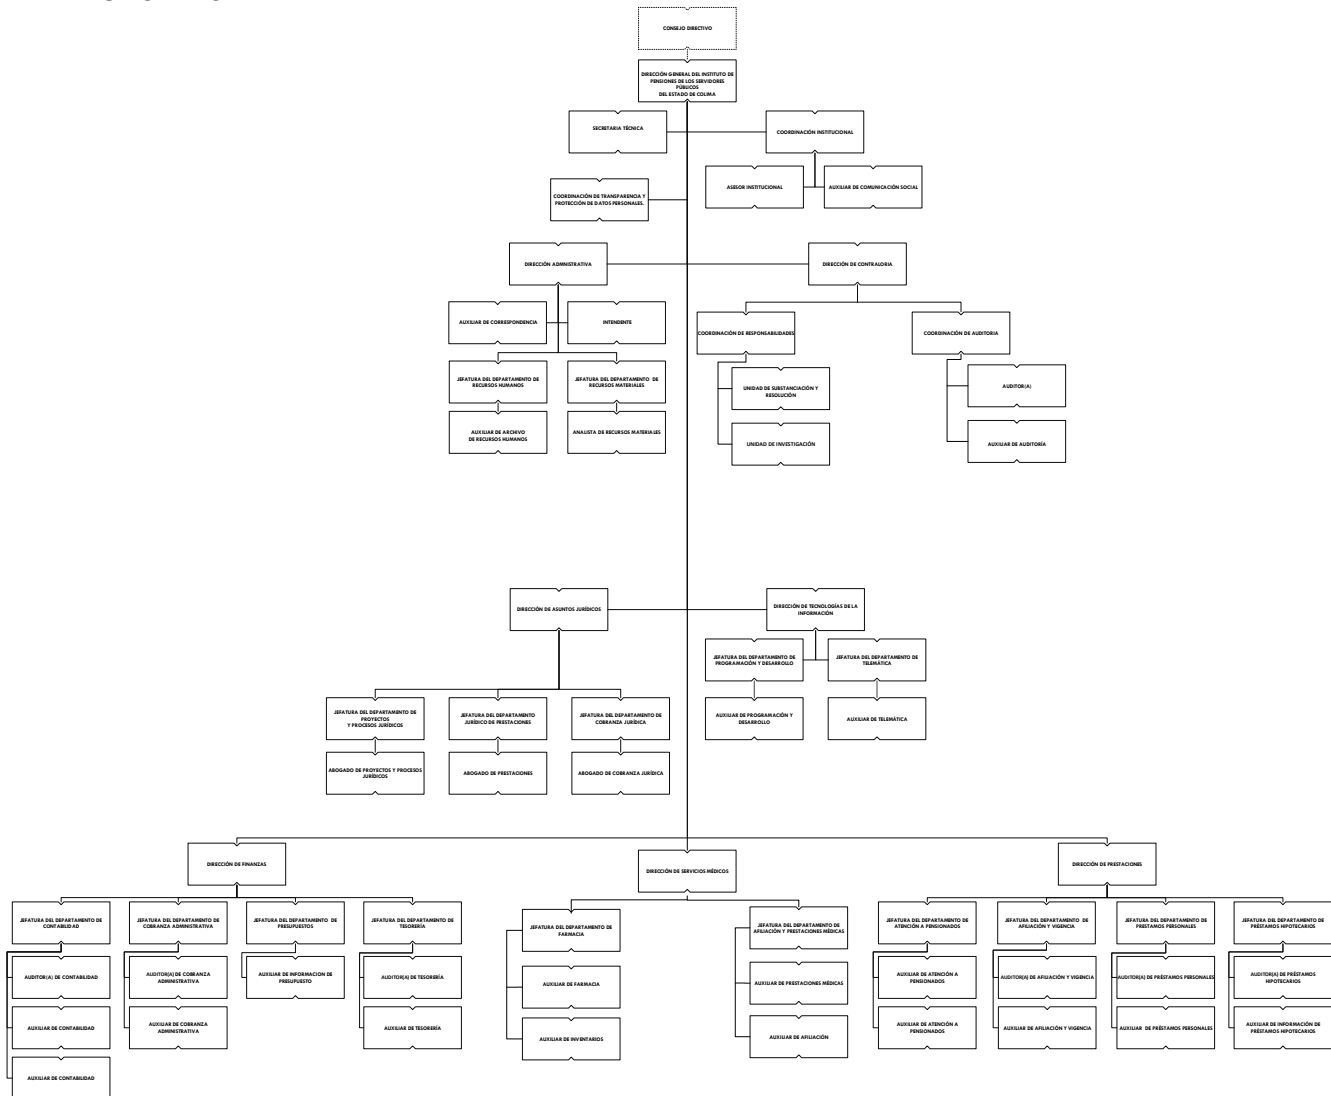 CONSEJO DIRECTIVO
DIRECCIÓN GENERAL DEL INSTITUTO DE
PENSIONES DE LOS SERVIDORES
PÚBLICOS
DEL ESTADO DE COLIMA
SECRETARIA TÉCNICA
COORDINACIÓN INSTITUCIONAL
ASESOR INSTITUCIONAL
AUXILIAR DE COMUNICACIÓN SOCIAL
COORDINACIÓN DE TRANSPARENCIA Y
PROTECCIÓN DE DATOS PERSONALES.
DIRECCIÓN ADMINISTRATIVA
DIRECCIÓN DE CONTRALORIA
AUXILIAR DE CORRESPONDENCIA
INTENDENTE
COORDINACIÓN DE RESPONSABILIDADES
COORDINACIÓN DE AUDITORIA
JEFATURA DEL DEPARTAMENTO DE
RECURSOS HUMANOS
JEFATURA DEL DEPARTAMENTO DE
RECURSOS MATERIALES
UNIDAD DE SUBSTANCIACIÓN Y
RESOLUCIÓN
AUDITOR(A)
AUXILIAR DE ARCHIVO
DE RECURSOS HUMANOS
ANALISTA DE RECURSOS MATERIALES
UNIDAD DE INVESTIGACIÓN
AUXILIAR DE AUDITORÍA
DIRECCIÓN DE ASUNTOS JURÍDICOS
DIRECCIÓN DE TECNOLOGÍAS DE LA
INFORMACIÓN
JEFATURA DEL DEPARTAMENTO DE
PROGRAMACIÓN Y DESARROLLO
JEFATURA DEL DEPARTAMENTO DE
TELEMÁTICA
JEFATURA DEL DEPARTAMENTO DE
PROYECTOS
Y PROCESOS JURÍDICOS
JEFATURA DEL DEPARTAMENTO
JURÍDICO DE PRESTACIONES
JEFATURA DEL DEPARTAMENTO DE
COBRANZA JURÍDICA
AUXILIAR DE PROGRAMACIÓN Y
DESARROLLO
AUXILIAR DE TELEMÁTICA
ABOGADO DE PROYECTOS Y PROCESOS
JURÍDICOS
ABOGADO DE PRESTACIONES
ABOGADO DE COBRANZA JURÍDICA
DIRECCIÓN DE FINANZAS
DIRECCIÓN DE SERVICIOS MÉDICOS
DIRECCIÓN DE PRESTACIONES
JEFATURA DEL DEPARTAMENTO DE
CONTABILIDAD
JEFATURA DEL DEPARTAMENTO DE
COBRANZA ADMINISTRATIVA
JEFATURA DEL DEPARTAMENTO DE
PRESUPUESTOS
JEFATURA DEL DEPARTAMENTO DE
TESORERÍA
JEFATURA DEL DEPARTAMENTO DE
FARMACIA
JEFATURA DEL DEPARTAMENTO DE
AFILIACIÓN Y PRESTACIONES MÉDICAS
JEFATURA DEL DEPARTAMENTO DE
ATENCIÓN A PENSIONADOS
JEFATURA DEL DEPARTAMENTO DE
AFILIACIÓN Y VIGENCIA
JEFATURA DEL DEPARTAMENTO DE
PRESTAMOS PERSONALES
JEFATURA DEL DEPARTAMENTO DE
PRÉSTAMOS HIPOTECARIOS
AUDITOR(A) DE CONTABILIDAD
AUDITOR(A) DE COBRANZA
ADMINISTRATIVA
AUXILIAR DE INFORMACION DE
PRESUPUESTO
AUDITOR(A) DE TESORERÍA
AUXILIAR DE FARMACIA
AUXILIAR DE PRESTACIONES MÉDICAS
AUXILIAR DE ATENCIÓN A
PENSIONADOS
AUDITOR(A) DE AFILIACIÓN Y VIGENCIA
AUDITOR(A) DE PRÉSTAMOS PERSONALES
AUDITOR(A) DE PRÉSTAMOS
HIPOTECARIOS
AUXILIAR DE CONTABILIDAD
AUXILIAR DE COBRANZA
ADMINISTRATIVA
AUXILIAR DE TESORERÍA
AUXILIAR DE INVENTARIOS
AUXILIAR DE AFILIACIÓN
AUXILIAR DE ATENCIÓN A
PENSIONADOS
AUXILIAR DE AFILIACIÓN Y VIGENCIA
AUXILIAR DE PRÉSTAMOS PERSONALES
AUXILIAR DE INFORMACIÓN DE
PRÉSTAMOS HIPOTECARIOS
AUXILIAR DE CONTABILIDAD